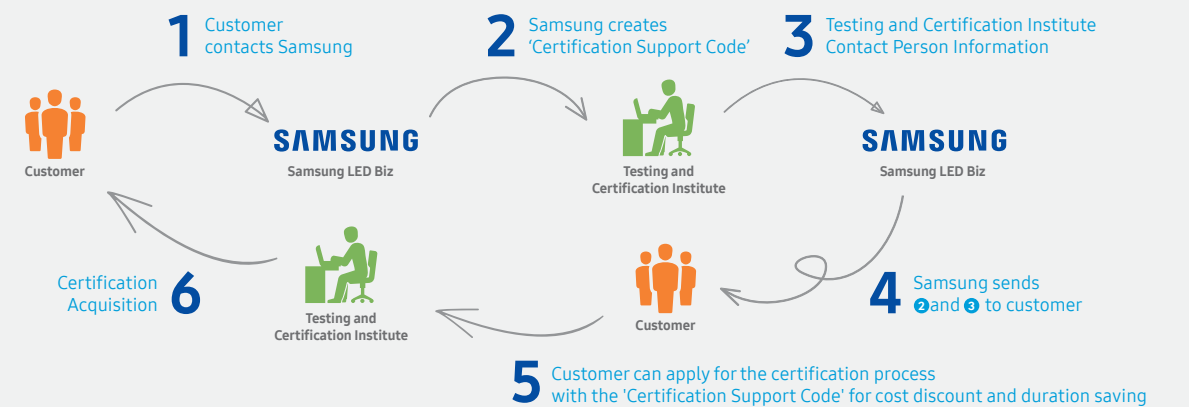 1 Customer
contacts Samsung
2 Samsung creates
‘Certification Support Code’
3 Testing and Certification Institute
Contact Person Information
Customer
SAMSUNG
Samsung LED Biz
Testing and
Certification Institute
SAMSUNG
Samsung LED Biz
4 Samsung sends
2 and 3 to customer
Customer
Testing and
Certification Institute
5 Customer can apply for the certification process
with the 'Certification Support Code' for cost discount and duration saving
Certification
Acquisition 6